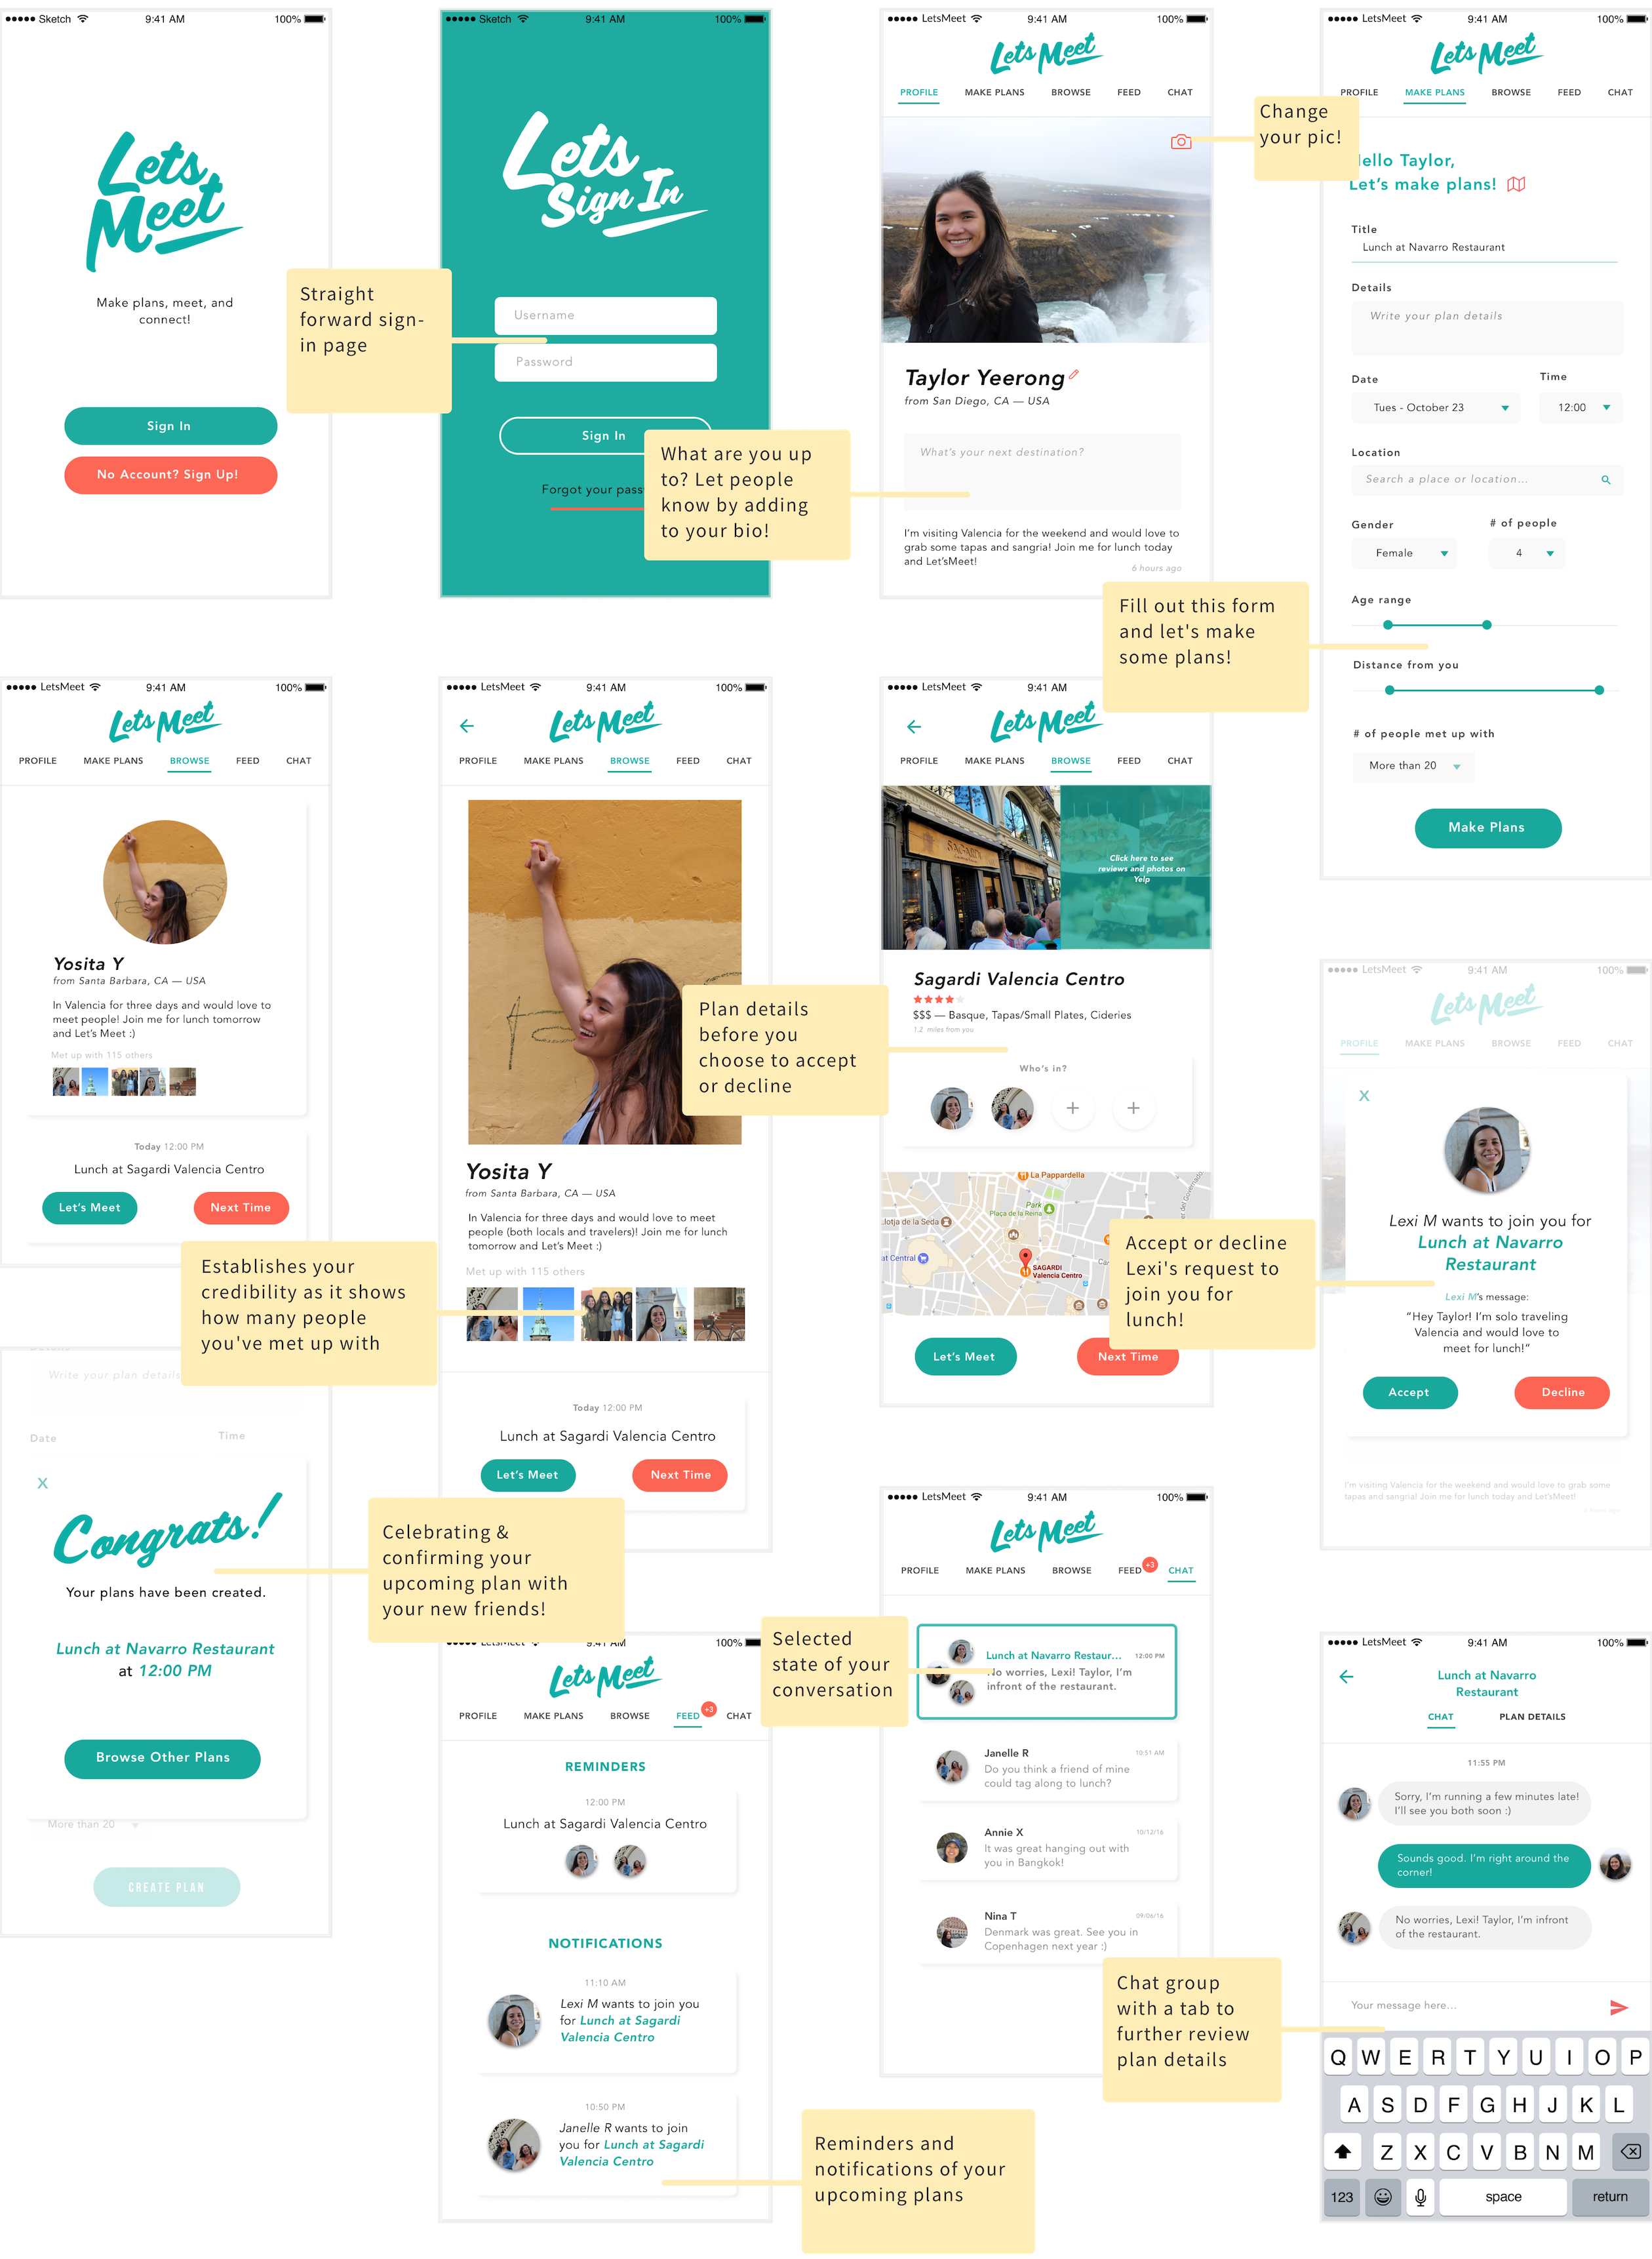 Sketch 9:41 AM 100%
Lets
Meet
Make plans, meet, and
connect!
Sign In
No Account? Sign Up!
Straight
forward sign-
in page
Sketch 9:41 AM 100%
Lets
Sign In
Username
Password
Sign In
Forgot your pass
What are you up
to? Let people
know by adding
to your bio!
LetsMeet 9:41 AM 100%
Lets Meet
PROFILE MAKE PLANS BROWSE FEED CHAT
Change
your pic!
Taylor Yeerong
from San Diego, CA — USA
What's your next destination?
I'm visiting Valencia for the weekend and would love to
grab some tapas and sangria! Join me for lunch today
and Let'sMeet!
6 hours ago
Fill out this form
and let's make
some plans!
LetsMeet 9:41 AM 100%
Lets Meet
PROFILE MAKE PLANS BROWSE FEED CHAT
ello Taylor,
Let's make plans!
Title
Lunch at Navarro Restaurant
Details
Write your plan details
Date Time
Tues - October 23 12:00
Location
Search a place or location...
Gender # of people
Female 4
Age range
Distance from you
# of people met up with
More than 20
Make Plans
LetsMeet 9:41 AM 100%
Lets Meet
PROFILE MAKE PLANS BROWSE FEED CHAT
Yosita Y
from Santa Barbara, CA — USA
In Valencia for three days and would love to
meet people! Join me for lunch tomorrow
and Let's Meet :)
Met up with 115 others
Today 12:00 PM
Lunch at Sagardi Valencia Centro
Let's Meet Next Time
Establishes your
credibility as it shows
how many people
you've met up with
LetsMeet 9:41 AM 100%
Lets Meet
PROFILE MAKE PLANS BROWSE FEED CHAT
Yosita Y
from Santa Barbara, CA — USA
In Valencia for three days and would love to meet
people (both locals and travelers)! Join me for lunch
tomorrow and Let's Meet :)
Met up with 115 others
Today 12:00 PM
Lunch at Sagardi Valencia Centro
Let's Meet Next Time
Plan details
before you
choose to accept
or decline
LetsMeet 9:41 AM
Lets Meet
PROFILE MAKE PLANS BROWSE FEED CHAT
SAGARDI
Click here to see
reviews and photos on
Yelp
Sagardi Valencia Centro
$$$ — Basque, Tapas/Small Plates, Cideries
1.2 miles from you
Who's in?
La Pappardella
Park
Plaça de la Reina
.lotja de la Seda
at Central
SAGARDI
Valencia Centro
Let's Meet Next Time
Accept or decline
Lexi's request to
join you for
lunch!
LetsMeet 9:41 AM 100%
Lets Meet
PROFILE MAKE PLANS BROWSE FEED CHAT
X
Lexi M wants to join you for
Lunch at Navarro
Restaurant
Lexi M's message:
"Hey Taylor! I'm solo traveling
Valencia and would love to
meet for lunch!"
Accept Decline
I'm visiting Valencia for the weekend and would love to grab some
tapas and sangria! Join me for lunch today and Let'sMeet!
Write your plan details
Date Time
X
Congrats!
Your plans have been created.
Lunch at Navarro Restaurant
at 12:00 PM
Browse Other Plans
More than 20
CREATE PLAN
Celebrating &
confirming your
upcoming plan with
your new friends!
LetsMeet 9:41 AM 100%
Lets Meet
PROFILE MAKE PLANS BROWSE FEED +3 CHAT
REMINDERS
12:00 PM
Lunch at Sagardi Valencia Centro
NOTIFICATIONS
11:10 AM
Lexi M wants to join you
for Lunch at Sagardi
Valencia Centro
10:50 PM
Janelle R wants to join
you for Lunch at Sagardi
Valencia Centro
Reminders and
notifications of your
upcoming plans
Selected
state of your
conversation
LetsMeet 9:41 AM 100%
Lets Meet
PROFILE MAKE PLANS BROWSE FEED +3 CHAT
Lunch at Navarro Restaur... 12:00 PM
No worries, Lexi! Taylor, I'm
infront of the restaurant.
Janelle R 10:51 AM
Do you think a friend of mine
could tag along to lunch?
Annie X 10/12/16
It was great hanging out with
you in Bangkok!
Nina T 09/06/16
Denmark was great. See you in
Copenhagen next year :)
Chat group
with a tab to
further review
plan details
LetsMeet 9:41 AM 100%
Lunch at Navarro
Restaurant
CHAT PLAN DETAILS
11:55 PM
Sorry, I'm running a few minutes late!
I'll see you both soon :)
Sounds good. I'm right around the
corner!
No worries, Lexi! Taylor, I'm infront
of the restaurant.
Your message here...
Q W E R T Y U I O P
A S D F G H J K L
Z X C V B N M
123 space return